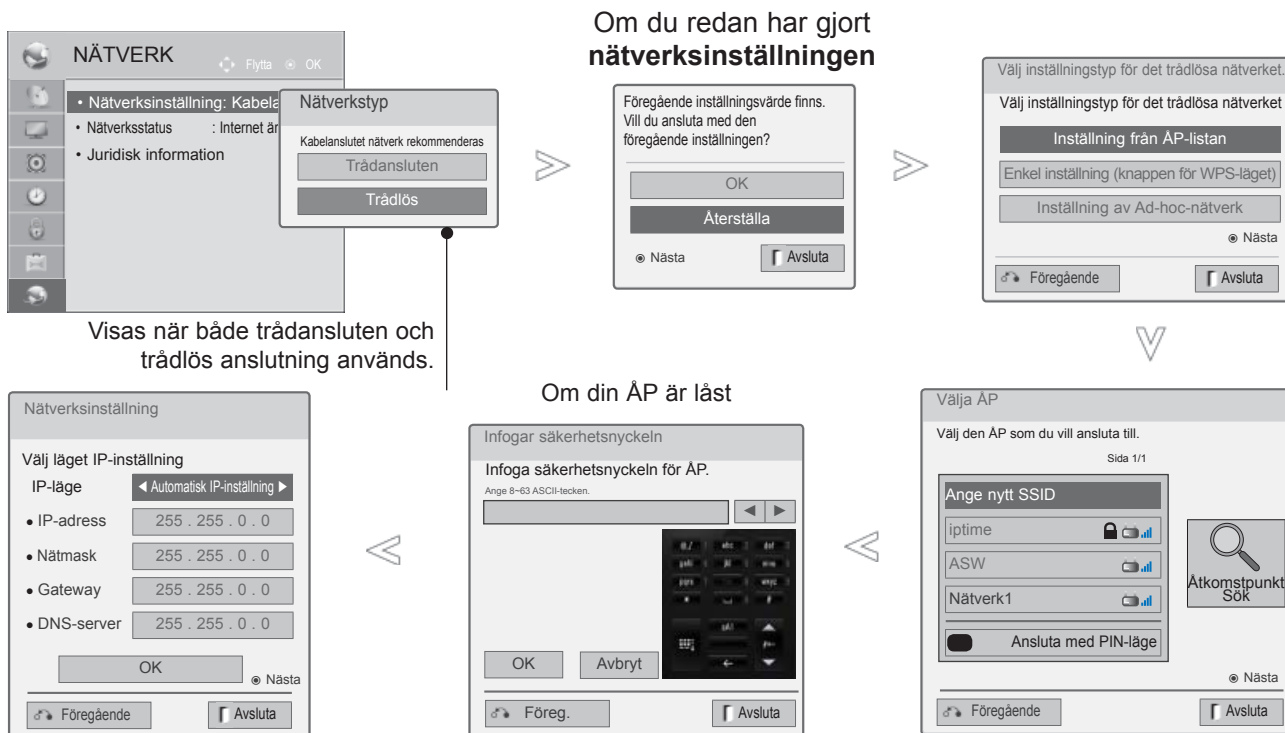 Om du redan har gjort
nätverksinställningen
NÄTVERK
Flytta OK
• Nätverksinställning: Kabela
• Nätverksstatus : Internet är
• Juridisk information
Nätverkstyp
Kabelanslutet nätverk rekommenderas
Trådansluten
Trådlös
Visas när både trådansluten och
trådlös anslutning används.
Föregående inställningsvärde finns.
Vill du ansluta med den
föregående inställningen?
OK
Återställa
Nästa
Avsluta
Välj inställningstyp för det trådlösa nätverket.
Välj inställningstyp för det trådlösa nätverket
Inställning från ÅP-listan
Enkel inställning (knappen för WPS-läget)
Inställning av Ad-hoc-nätverk
Nästa
Föregående
Avsluta
Välja ÅP
Välj den ÅP som du vill ansluta till.
Sida 1/1
Ange nytt SSID
iptime
ASW
Nätverk1
Ansluta med PIN-läge
Åtkomstpunkt
Sök
Nästa
Föregående
Avsluta
Om din ÅP är låst
Infogar säkerhetsnyckeln
Infoga säkerhetsnyckeln för ÅP.
Ange 8~63 ASCII-tecken.
OK
Avbryt
Föreg.
Avsluta
Nätverksinställning
Välj läget IP-inställning
IP-läge ◀ Automatisk IP-inställning ▶
• IP-adress 255 . 255 . 0 . 0
• Nätmask 255 . 255 . 0 . 0
• Gateway 255 . 255 . 0 . 0
• DNS-server 255 . 255 . 0 . 0
OK
Nästa
Föregående
Avsluta